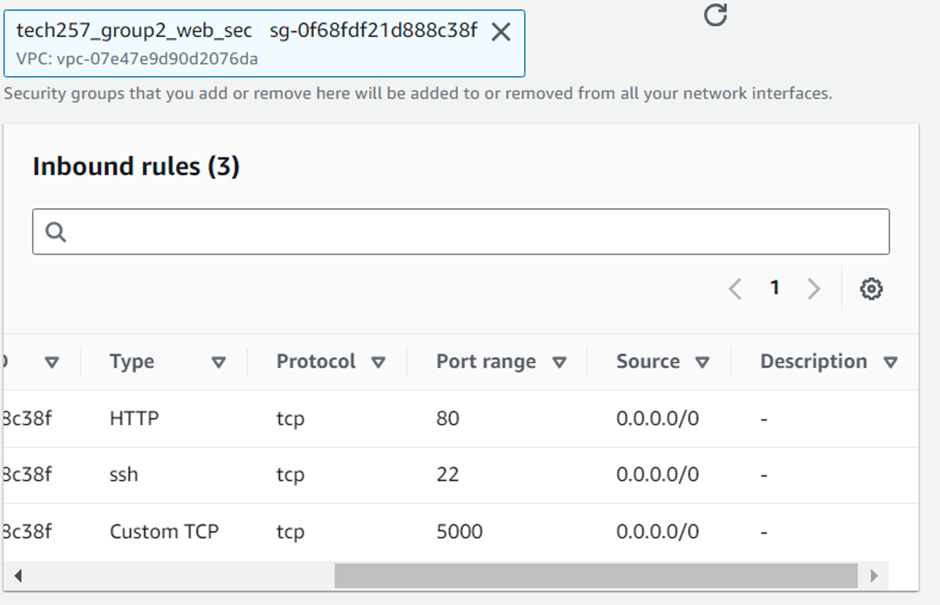 tech257_group2_web_sec sg-0f68fdf21d888c38f
VPC: vpc-07e47e9d90d2076da
Security groups that you add or remove here will be added to or removed from all your network interfaces.
Inbound rules (3)
1
Type Protocol Port range Source Description
8c38f HTTP tcp 80 0.0.0.0/0 -
8c38f ssh tcp 22 0.0.0.0/0 -
8c38f Custom TCP tcp 5000 0.0.0.0/0 -